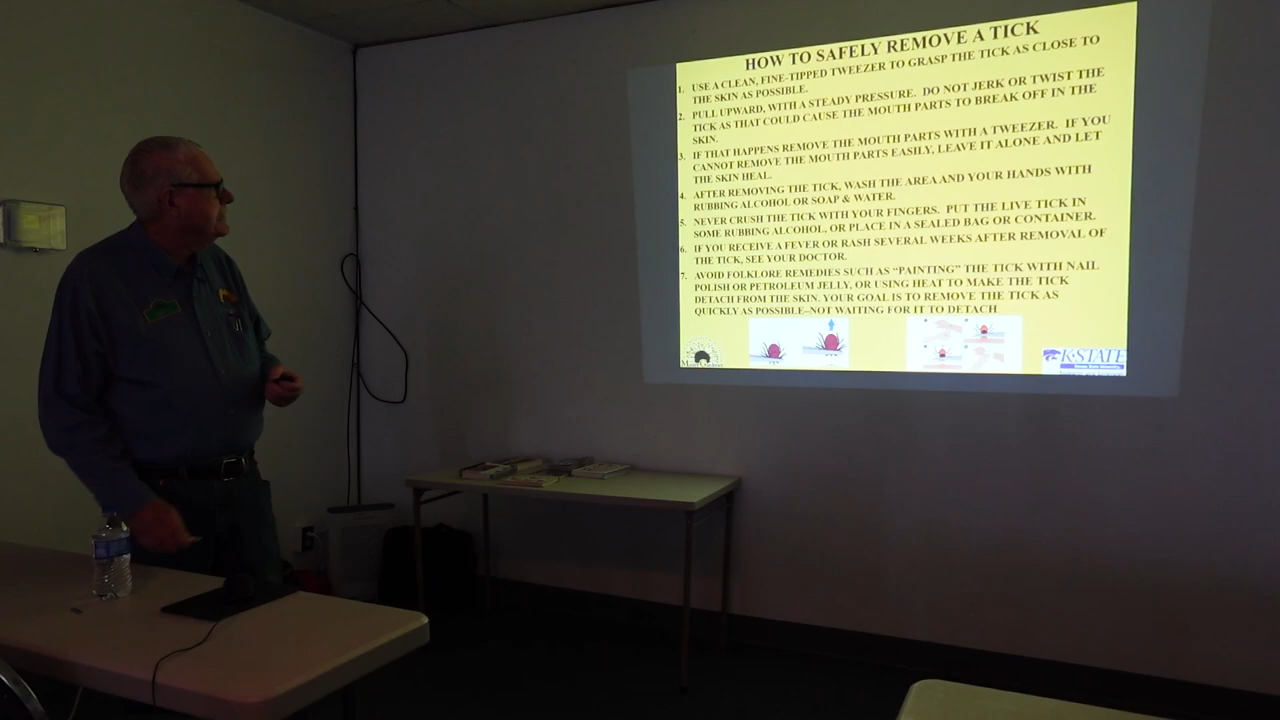 HOW TO SAFELY REMOVE A TICK
1. USE A CLEAN, FINE-TIPPED TWEEZER TO GRASP THE TICK AS CLOSE TO
THE SKIN AS POSSIBLE.
2. PULL UPWARD, WITH A STEADY PRESSURE. DO NOT JERK OR TWIST THE
TICK AS THAT COULD CAUSE THE MOUTH PARTS TO BREAK OFF IN THE
SKIN.
3. IF THAT HAPPENS REMOVE THE MOUTH PARTS WITH A TWEEZER. IF YOU
CANNOT REMOVE THE MOUTH PARTS EASILY, LEAVE IT ALONE AND LET
THE SKIN HEAL.
4. AFTER REMOVING THE TICK, WASH THE AREA AND YOUR HANDS WITH
RUBBING ALCOHOL OR SOAP & WATER.
5. NEVER CRUSH THE TICK WITH YOUR FINGERS. PUT THE LIVE TICK IN
SOME RUBBING ALCOHOL, OR PLACE IN A SEALED BAG OR CONTAINER.
6. IF YOU RECEIVE A FEVER OR RASH SEVERAL WEEKS AFTER REMOVAL OF
THE TICK, SEE YOUR DOCTOR.
7. AVOID FOLKLORE REMEDIES SUCH AS "PAINTING" THE TICK WITH NAIL
POLISH OR PETROLEUM JELLY, OR USING HEAT TO MAKE THE TICK
DETACH FROM THE SKIN. YOUR GOAL IS TO REMOVE THE TICK AS
QUICKLY AS POSSIBLE–NOT WAITING FOR IT TO DETACH
Master Gardener
K-STATE
Kansas State University